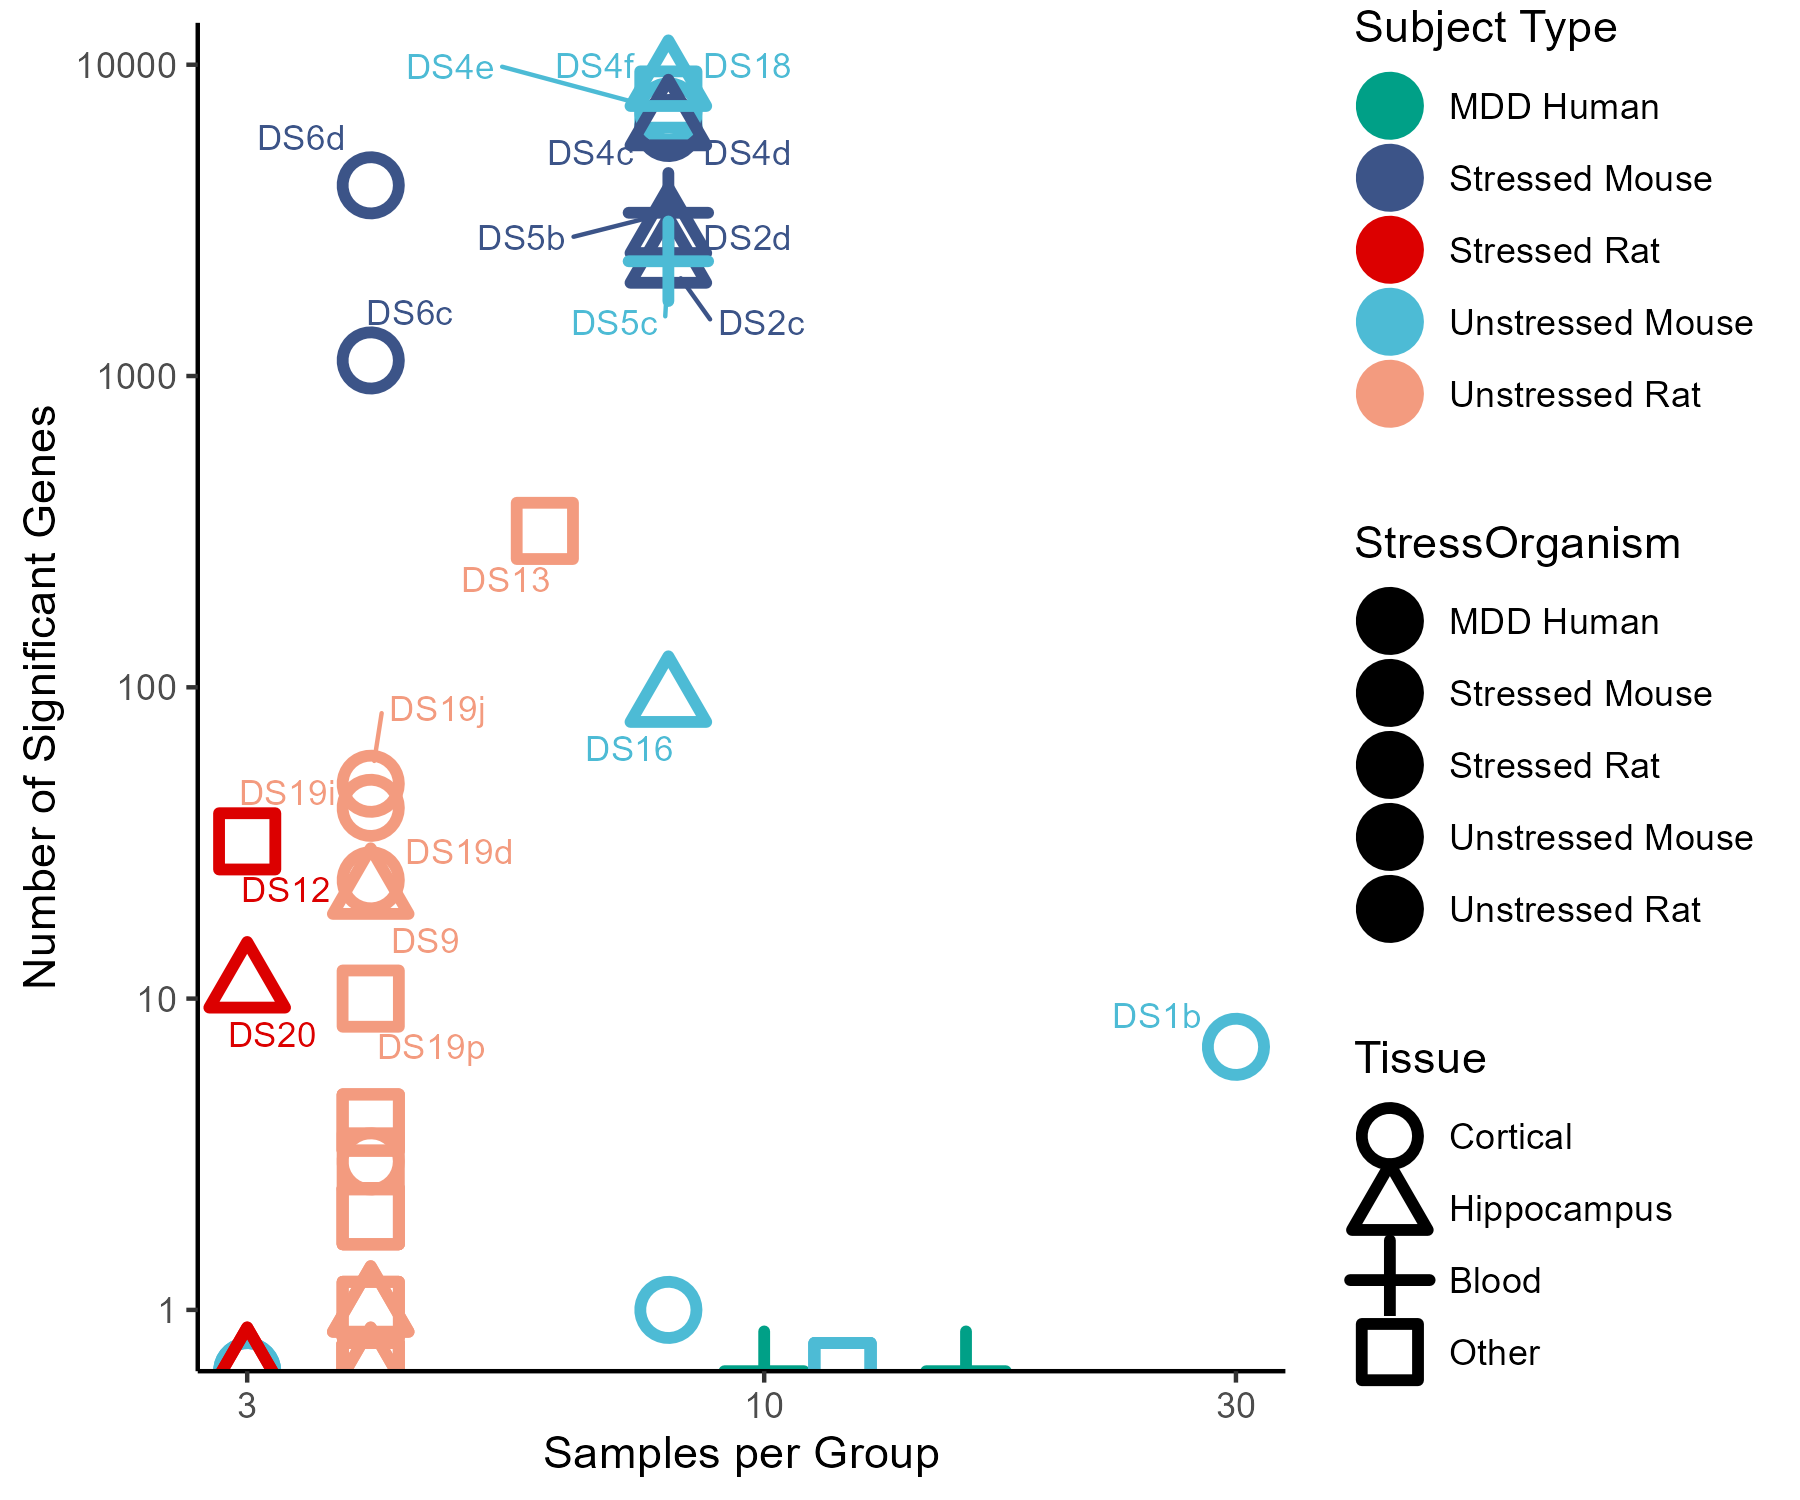 Number of Significant Genes
10000
1000
100
10
1
DS4e
DS4f
DS18
DS6d
DS4c
DS4d
DS5b
DS2d
DS6c
DS5c
DS2c
DS13
DS19j
DS16
DS19i
DS19d
DS12
DS9
DS20
DS19p
DS1b
3
10
30
Samples per Group
Subject Type
MDD Human
Stressed Mouse
Stressed Rat
Unstressed Mouse
Unstressed Rat
StressOrganism
MDD Human
Stressed Mouse
Stressed Rat
Unstressed Mouse
Unstressed Rat
Tissue
Cortical
Hippocampus
Blood
Other